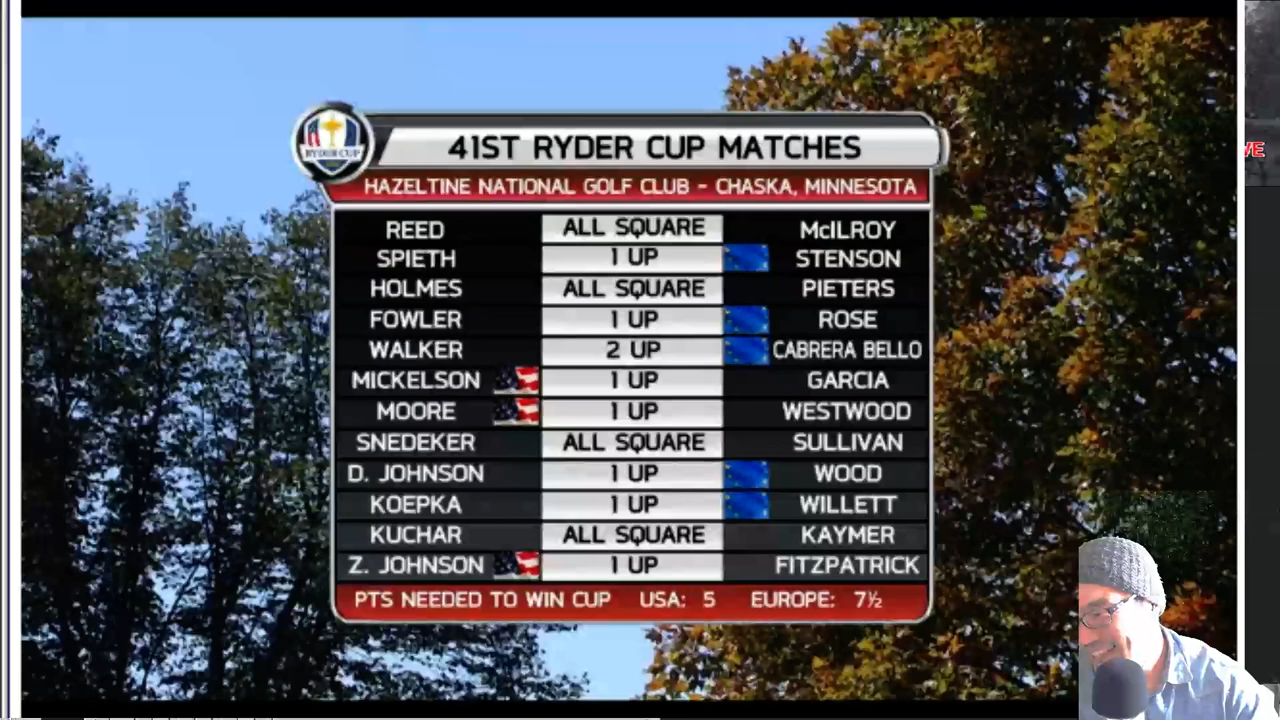 41ST RYDER CUP MATCHES
RYDER CUP
HAZELTINE NATIONAL GOLF CLUB - CHASKA, MINNESOTA
REED ALL SQUARE McILROY
SPIETH 1 UP STENSON
HOLMES ALL SQUARE PIETERS
FOWLER 1 UP ROSE
WALKER 2 UP CABRERA BELLO
MICKELSON 1 UP GARCIA
MOORE 1 UP WESTWOOD
SNEDEKER ALL SQUARE SULLIVAN
D. JOHNSON 1 UP WOOD
KOEPKA 1 UP WILLETT
KUCHAR ALL SQUARE KAYMER
Z. JOHNSON 1 UP FITZPATRICK
PTS NEEDED TO WIN CUP USA: 5 EUROPE: 7½
VE